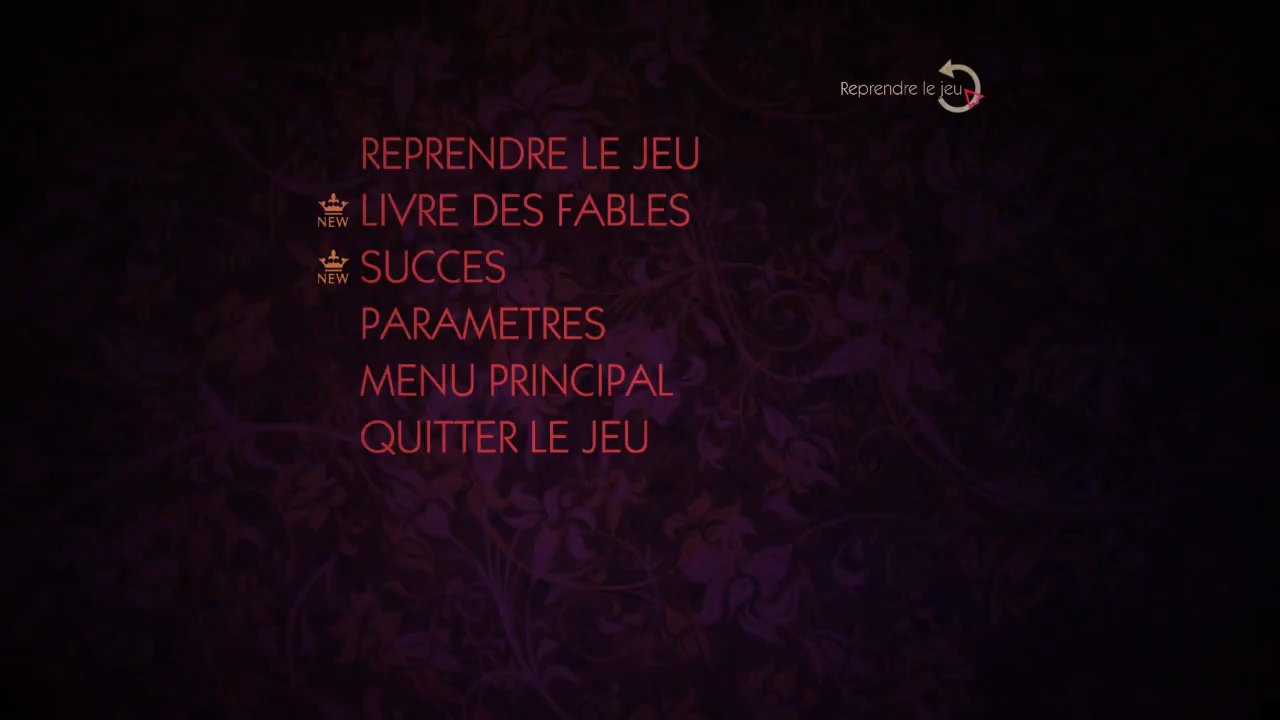 Reprendre le jeu
REPRENDRE LE JEU
NEW LIVRE DES FABLES
NEW SUCCES
PARAMETRES
MENU PRINCIPAL
QUITTER LE JEU